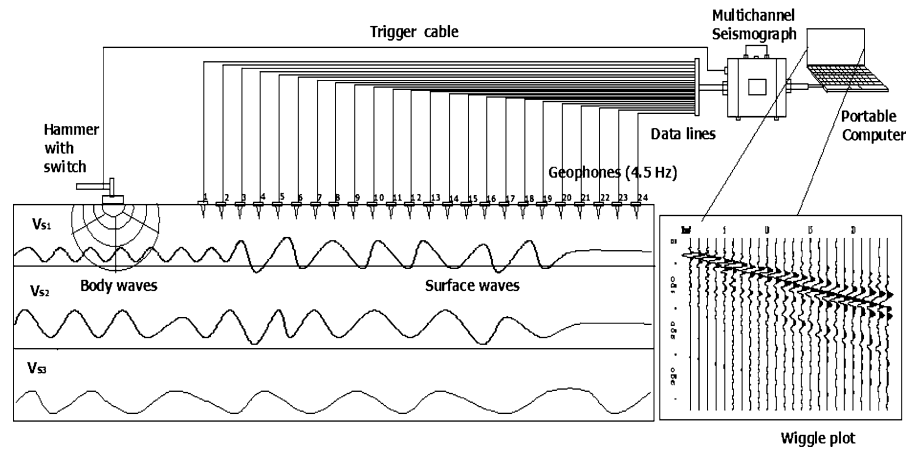 Multichannel
Seismograph
Trigger cable
Portable
Computer
Hammer
with
switch
Data lines
Geophones (4.5 Hz)
1 2 3 4 5 6 7 8 9 10 11 12 13 14 15 16 17 18 19 20 21 22 23 24
VS1
Body waves
Surface waves
VS2
VS3
Wiggle plot